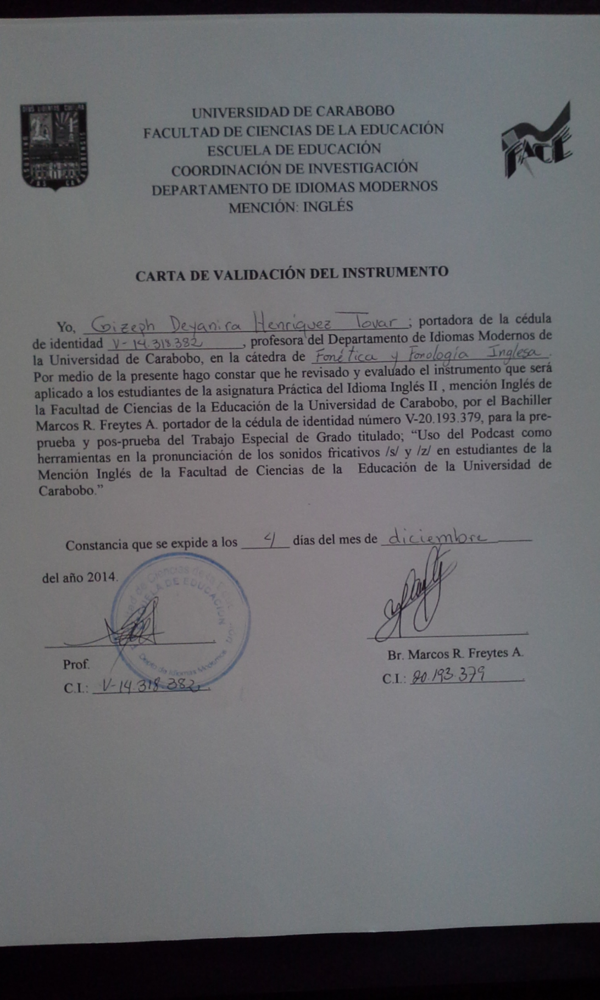 UNIVERSIDAD DE CARABOBO
FACULTAD DE CIENCIAS DE LA EDUCACIÓN
ESCUELA DE EDUCACIÓN
COORDINACIÓN DE INVESTIGACIÓN
DEPARTAMENTO DE IDIOMAS MODERNOS
MENCIÓN: INGLÉS
FACE
CARTA DE VALIDACIÓN DEL INSTRUMENTO
Yo, Gizeph Deyanira Henríquez Tovar; portadora de la cédula
de identidad V-14.318.382, profesora del Departamento de Idiomas Modernos de
la Universidad de Carabobo, en la cátedra de Fonética y Fonología Inglesa.
Por medio de la presente hago constar que he revisado y evaluado el instrumento que será
aplicado a los estudiantes de la asignatura Práctica del Idioma Inglés II , mención Inglés de
la Facultad de Ciencias de la Educación de la Universidad de Carabobo, por el Bachiller
Marcos R. Freytes A. portador de la cédula de identidad número V-20.193.379, para la pre-
prueba y pos-prueba del Trabajo Especial de Grado titulado; “Uso del Podcast como
herramientas en la pronunciación de los sonidos fricativos /s/ y /z/ en estudiantes de la
Mención Inglés de la Facultad de Ciencias de la Educación de la Universidad de
Carabobo.”
Constancia que se expide a los 4 días del mes de diciembre
del año 2014.
Ciencias de la
ESCUELA DE EDUCACION
Depto de Idiomas Modernos
Prof.
C.I.: V-14.318.382.
Br. Marcos R. Freytes A.
C.I.: 20.193.379